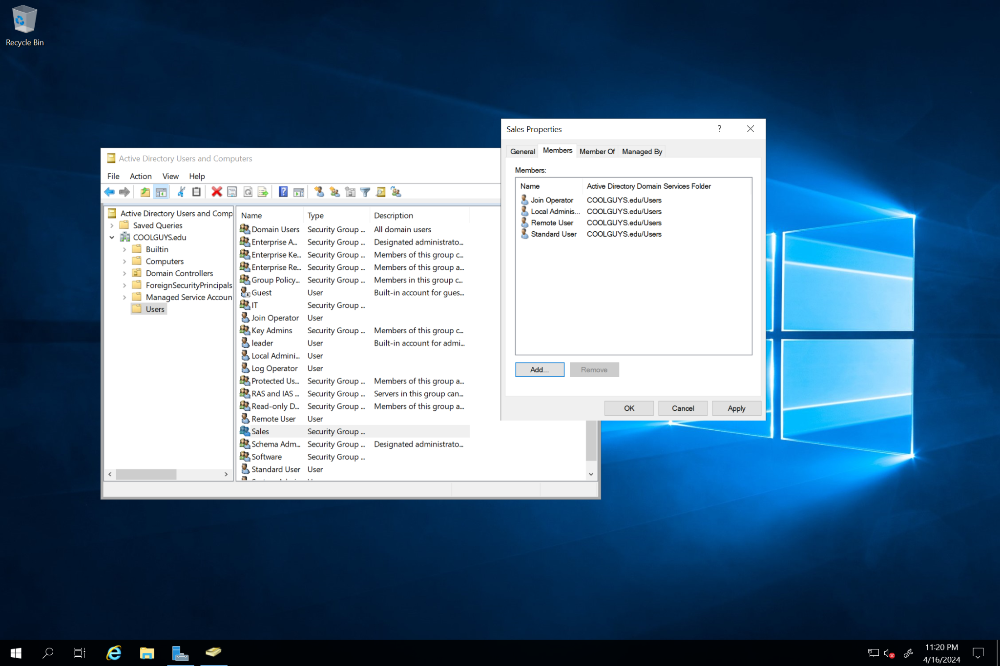 Recycle Bin
Sales Properties
?
General Members Member Of Managed By
Members:
Name Active Directory Domain Services Folder
Join Operator COOLGUYS.edu/Users
Local Adminis... COOLGUYS.edu/Users
Remote User COOLGUYS.edu/Users
Standard User COOLGUYS.edu/Users
Add... Remove
OK Cancel Apply
Active Directory Users and Computers
File Action View Help
Active Directory Users and Comp
Saved Queries
COOLGUYS.edu
Builtin
Computers
Domain Controllers
ForeignSecurityPrincipals
Managed Service Accoun
Users
Name Type Description
Domain Users Security Group ... All domain users
Enterprise A... Security Group ... Designated administrato...
Enterprise Ke... Security Group ... Members of this group c...
Enterprise Re... Security Group ... Members of this group a...
Group Policy... Security Group ... Members in this group c...
Guest User Built-in account for gues...
IT Security Group ...
Join Operator User
Key Admins Security Group ... Members of this group c...
leader User Built-in account for admi...
Local Admini... User
Log Operator User
Protected Us... Security Group ... Members of this group a...
RAS and IAS ... Security Group ... Servers in this group can...
Read-only D... Security Group ... Members of this group a...
Remote User User
Sales Security Group ...
Schema Adm... Security Group ... Designated administrato...
Software Security Group ...
Standard User User
11:20 PM
4/16/2024